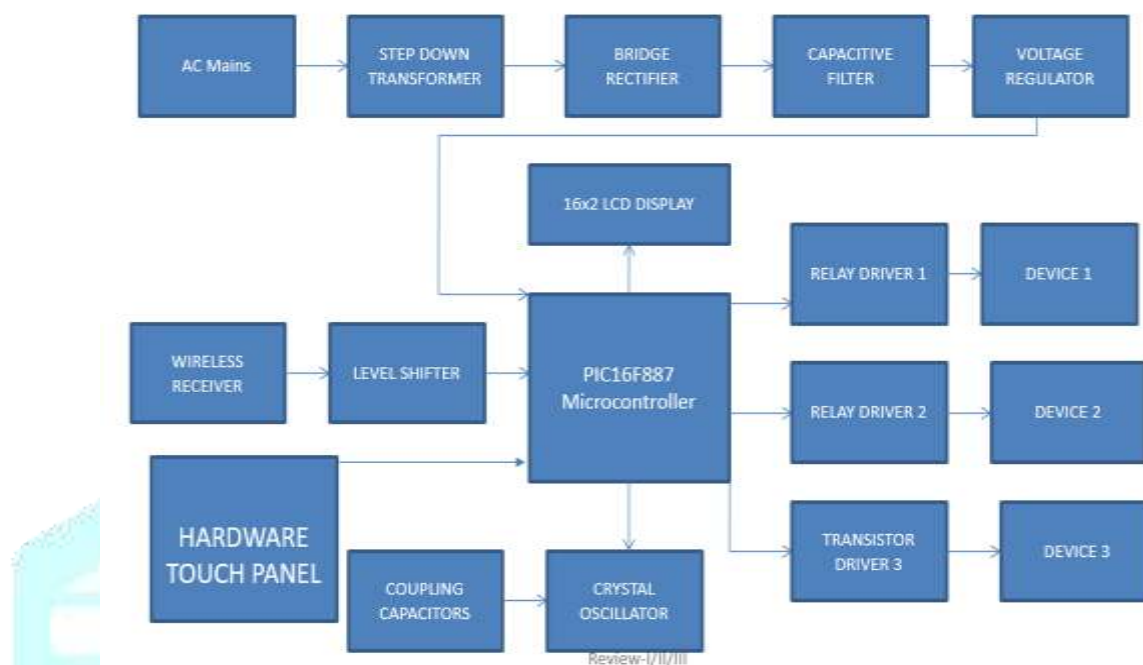 AC Mains
STEP DOWN
TRANSFORMER
BRIDGE
RECTIFIER
CAPACITIVE
FILTER
VOLTAGE
REGULATOR
16x2 LCD DISPLAY
RELAY DRIVER 1
DEVICE 1
WIRELESS
RECEIVER
LEVEL SHIFTER
PIC16F887
Microcontroller
RELAY DRIVER 2
DEVICE 2
HARDWARE
TOUCH PANEL
COUPLING
CAPACITORS
CRYSTAL
OSCILLATOR
TRANSISTOR
DRIVER 3
DEVICE 3
Review-I/II/III